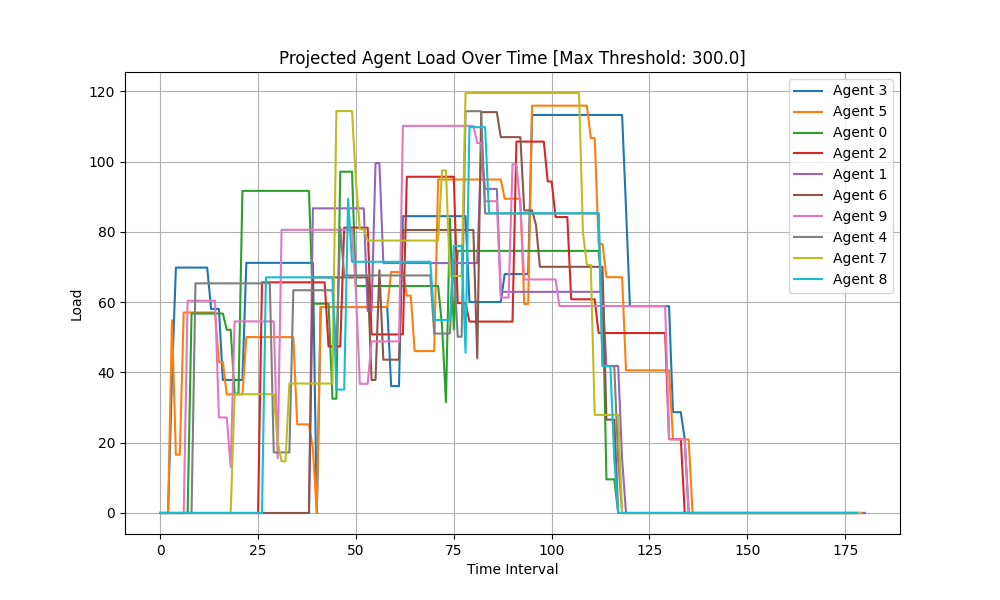 Projected Agent Load Over Time [Max Threshold: 300.0]
Load
120
100
80
60
40
20
0
0 25 50 75 100 125 150 175
Time Interval
Agent 3
Agent 5
Agent 0
Agent 2
Agent 1
Agent 6
Agent 9
Agent 4
Agent 7
Agent 8